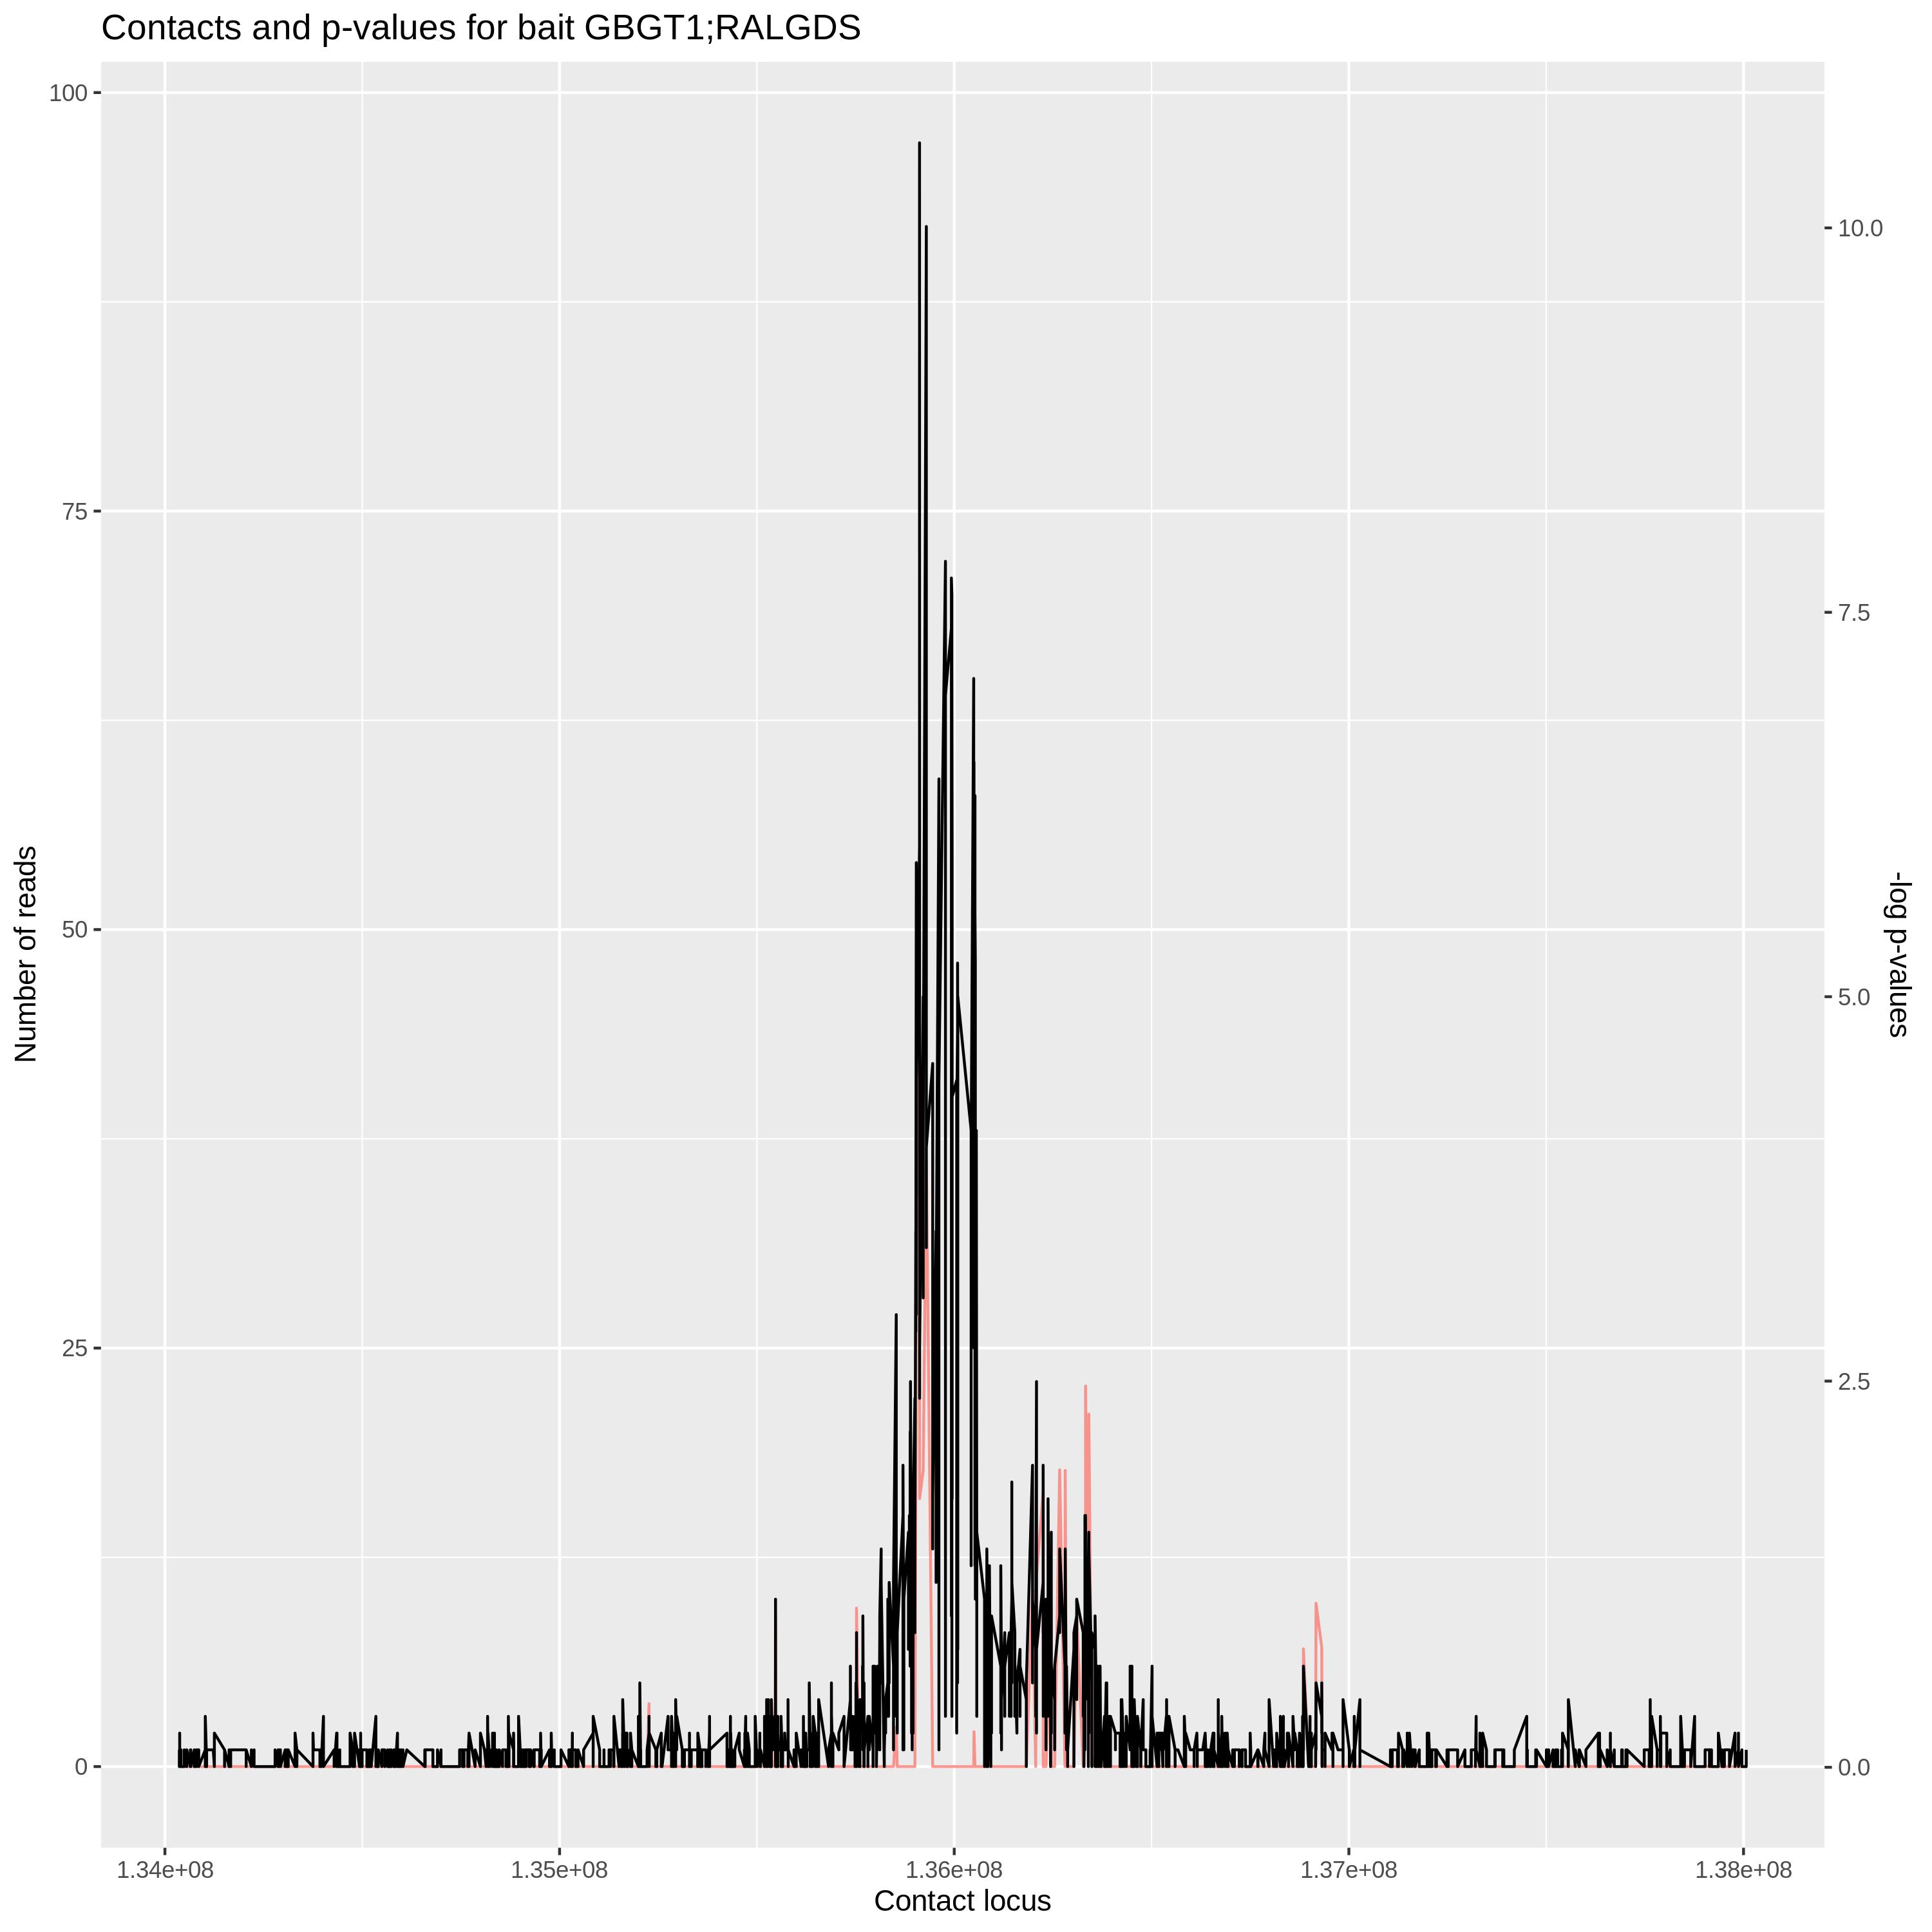 Contacts and p-values for bait GBGT1;RALGDS
100
75
50
25
0
Number of reads
10.0
7.5
5.0
2.5
0.0
-log p-values
1.34e+08
1.35e+08
1.36e+08
1.37e+08
1.38e+08
Contact locus